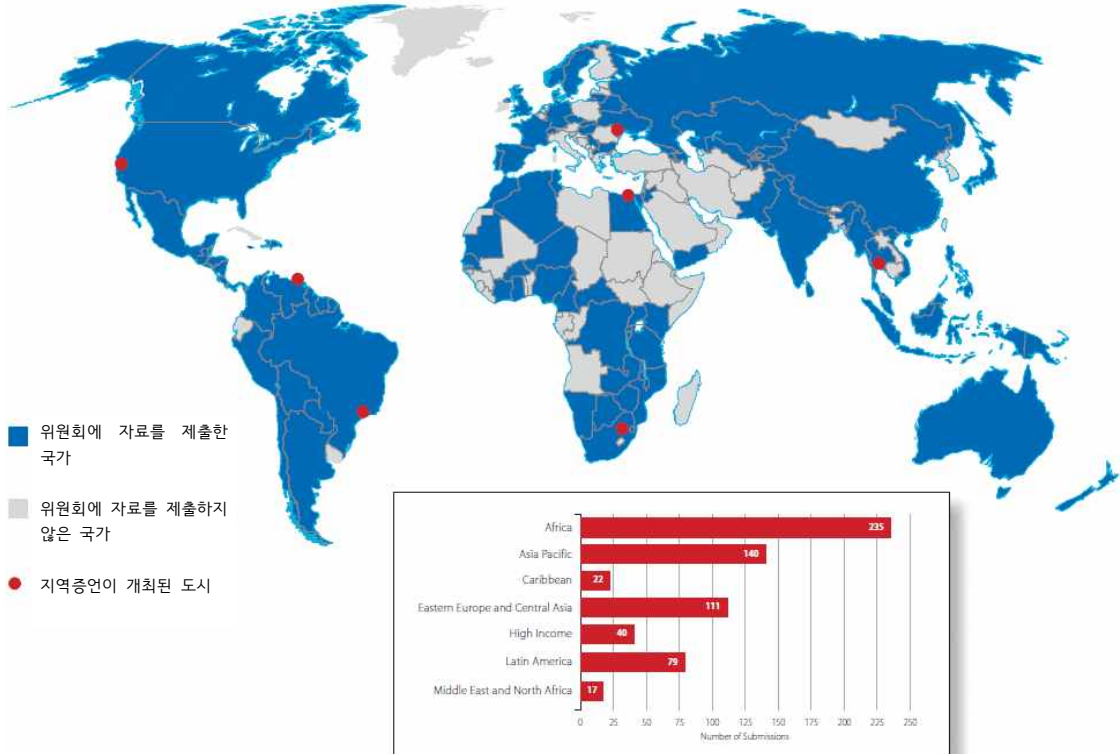 위원회에 자료를 제출한
국가
위원회에 자료를 제출하지
않은 국가
지역증언이 개최된 도시
Africa 235
Asia Pacific 140
Caribbean 22
Eastern Europe and Central Asia 111
High Income 40
Latin America 79
Middle East and North Africa 17
0 25 50 75 100 125 150 175 200 225 250
Number of Submissions